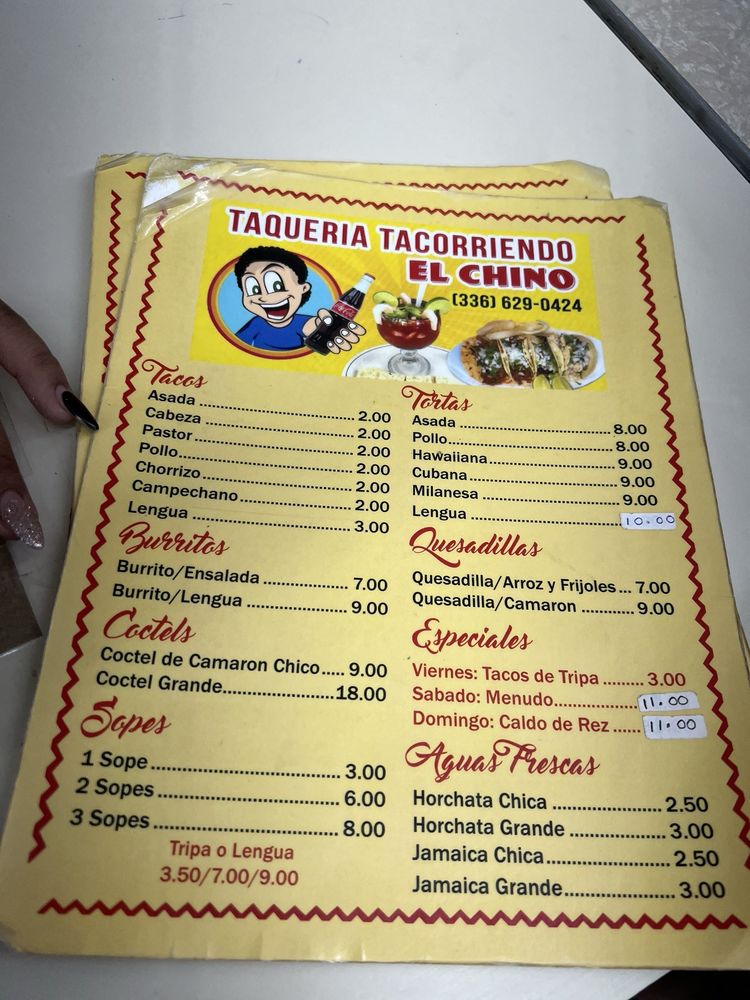 TAQUERIA TACORRIENDO
EL CHINO
(336) 629-0424
Coca-Cola
Tacos
Asada ........ 2.00
Cabeza ........ 2.00
Pastor ........ 2.00
Pollo ........ 2.00
Chorrizo ........ 2.00
Campechano ........ 2.00
Lengua ........ 3.00
Burritos
Burrito/Ensalada ........ 7.00
Burrito/Lengua ........ 9.00
Coctels
Coctel de Camaron Chico ..... 9.00
Coctel Grande ........ 18.00
Sopes
1 Sope ........ 3.00
2 Sopes ........ 6.00
3 Sopes ........ 8.00
Tripa o Lengua
3.50/7.00/9.00
Tortas
Asada ........ 8.00
Pollo ........ 8.00
Hawaiiana ........ 9.00
Cubana ........ 9.00
Milanesa ........ 9.00
Lengua ........ 10.00
Quesadillas
Quesadilla/Arroz y Frijoles ... 7.00
Quesadilla/Camaron ........ 9.00
Especiales
Viernes: Tacos de Tripa ........ 3.00
Sabado: Menudo ........ 11.00
Domingo: Caldo de Rez ...... 11.00
Aguas Frescas
Horchata Chica ........ 2.50
Horchata Grande ........ 3.00
Jamaica Chica ........ 2.50
Jamaica Grande ........ 3.00